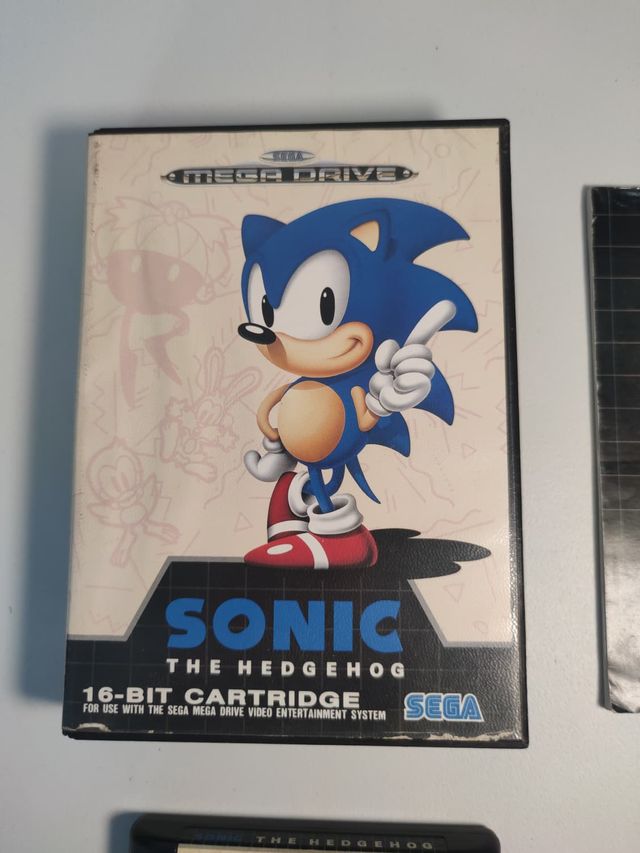 SEGA
MEGA DRIVE
SONIC
THE HEDGEHOG
16-BIT CARTRIDGE
FOR USE WITH THE SEGA MEGA DRIVE VIDEO ENTERTAINMENT SYSTEM
SEGA
SONIC THE HEDGEHOG